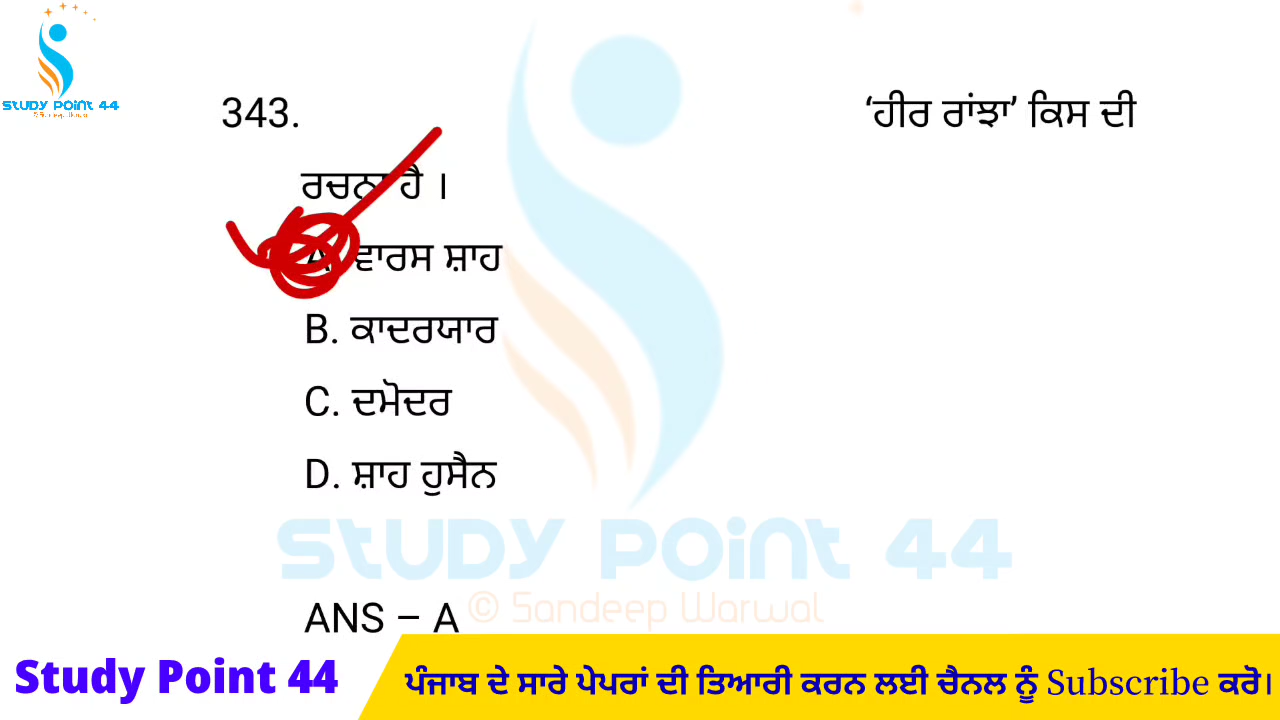 STUDY POINT 44
343. ‘ਹੀਰ ਰਾਂਝਾ’ ਕਿਸ ਦੀ
ਰਚਨਾ ਹੈ ।
A. ਵਾਰਸ ਸ਼ਾਹ
B. ਕਾਦਰਯਾਰ
C. ਦਮੋਦਰ
D. ਸ਼ਾਹ ਹੁਸੈਨ
STUDY POINT 44
© Sandeep Warwal
ANS – A
Study Point 44
ਪੰਜਾਬ ਦੇ ਸਾਰੇ ਪੇਪਰਾਂ ਦੀ ਤਿਆਰੀ ਕਰਨ ਲਈ ਚੈਨਲ ਨੂੰ Subscribe ਕਰੋ।